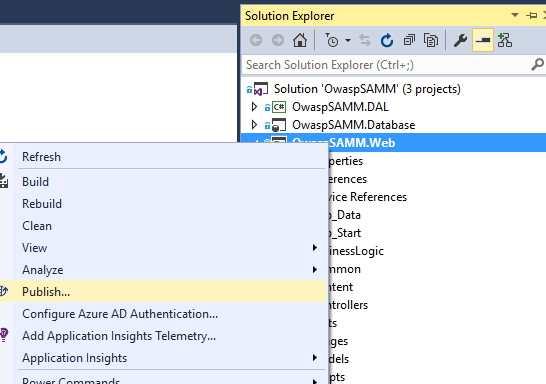 Solution Explorer
Search Solution Explorer (Ctrl+;)
Solution 'OwaspSAMM' (3 projects)
C# OwaspSAMM.DAL
OwaspSAMM.Database
OwaspSAMM.Web
Refresh
Build
Rebuild
Clean
View
Analyze
Publish...
Configure Azure AD Authentication...
Add Application Insights Telemetry...
Application Insights
Power Commands
perties
erences
vice References
p_Data
p_Start
inessLogic
mmon
ntent
ntrollers
ts
ges
dels
pts